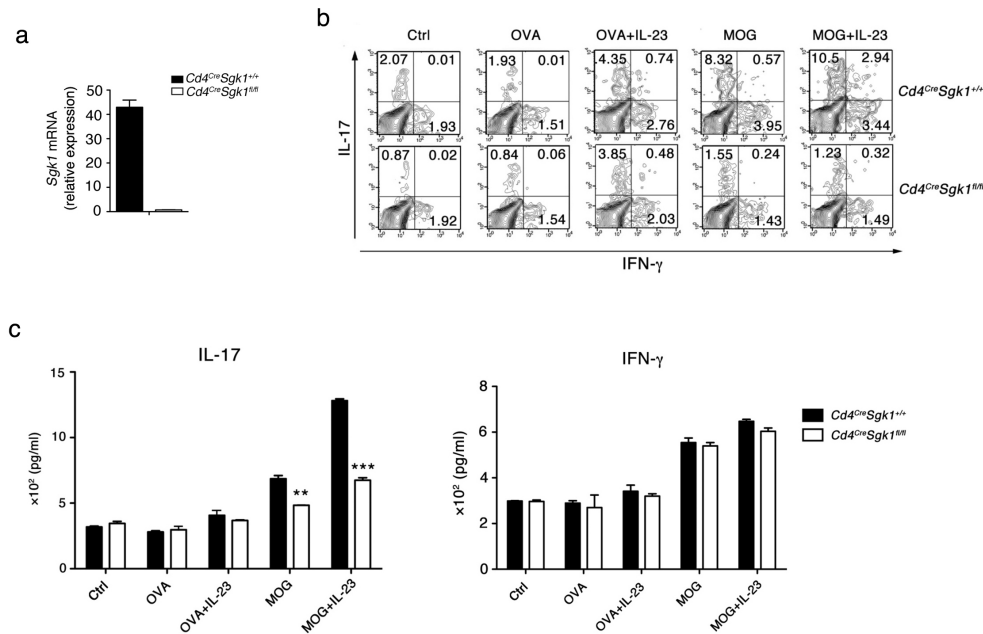 a
Cd4CreSgk1+/+
Cd4CreSgk1fl/fl
Sgk1 mRNA
(relative expression)
50
40
30
20
10
0
b
Ctrl OVA OVA+IL-23 MOG MOG+IL-23
2.07 0.01 1.93 0.01 14.35 0.74 8.32 0.57 10.5 2.94
Cd4CreSgk1+/+
1.93 1.51 2.76 3.95 3.44
IL-17
0.87 0.02 0.84 0.06 3.85 0.48 1.55 0.24 1.23 0.32
Cd4CreSgk1fl/fl
1.92 1.54 2.03 1.43 1.49
IFN-γ
c
IL-17
×10² (pg/ml)
15
10
5
0
** ***
Ctrl OVA OVA+IL-23 MOG MOG+IL-23
IFN-γ
×10² (pg/ml)
8
6
4
2
0
Ctrl OVA OVA+IL-23 MOG MOG+IL-23
Cd4CreSgk1+/+
Cd4CreSgk1fl/fl